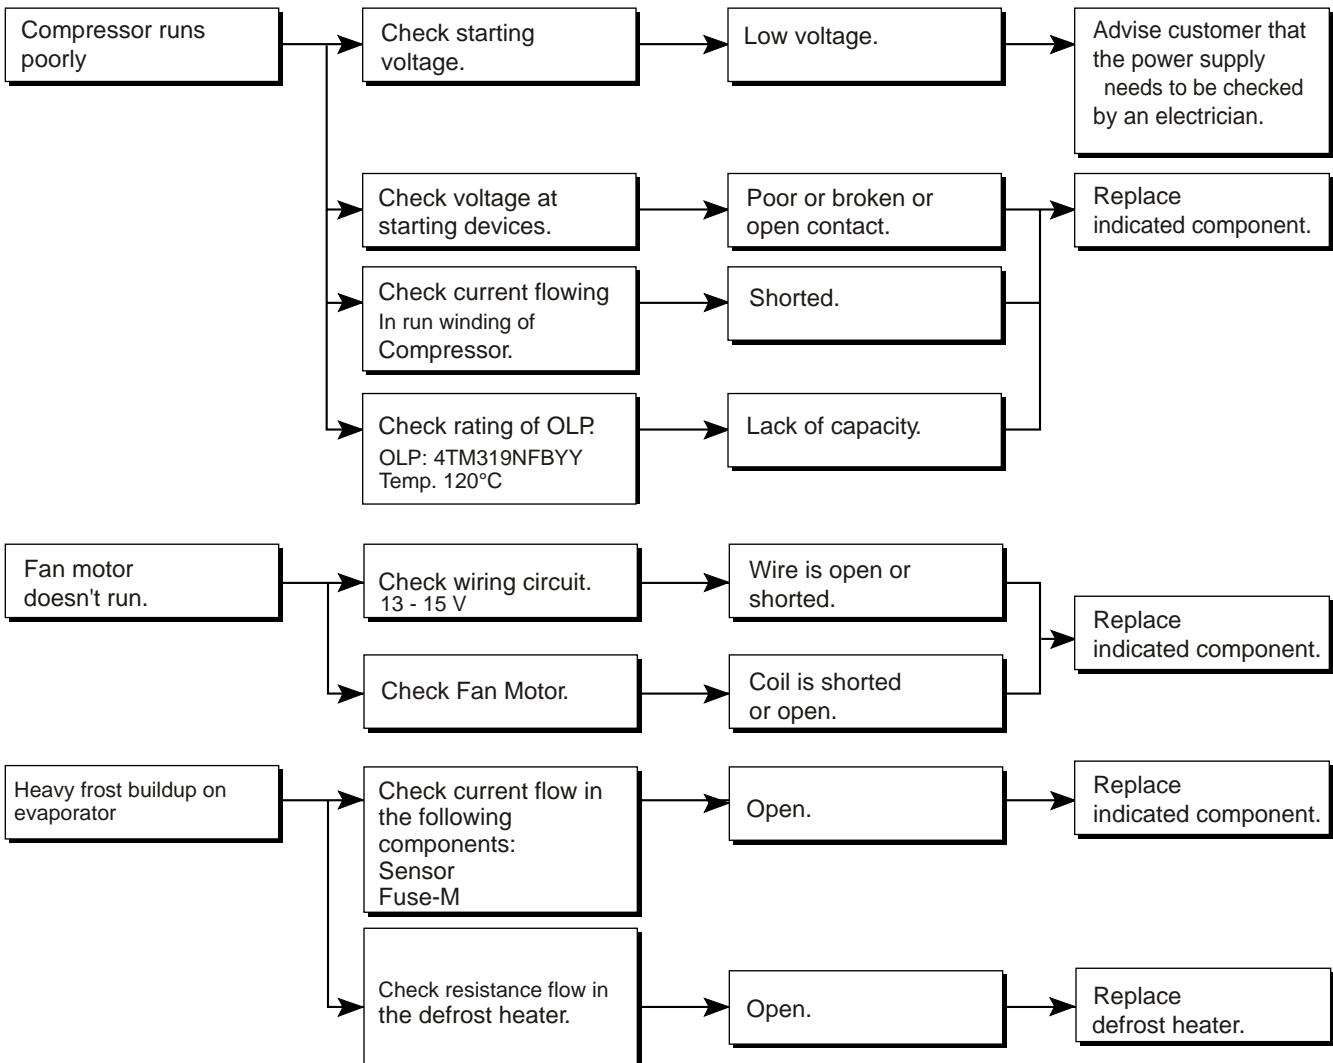 Compressor runs
poorly
Check starting
voltage.
Low voltage.
Advise customer that
the power supply
needs to be checked
by an electrician.
Check voltage at
starting devices.
Poor or broken or
open contact.
Replace
indicated component.
Check current flowing
In run winding of
Compressor.
Shorted.
Check rating of OLP.
OLP: 4TM319NFBYY
Temp. 120°C
Lack of capacity.
Fan motor
doesn't run.
Check wiring circuit.
13 - 15 V
Wire is open or
shorted.
Replace
indicated component.
Check Fan Motor.
Coil is shorted
or open.
Heavy frost buildup on
evaporator
Check current flow in
the following
components:
Sensor
Fuse-M
Open.
Replace
indicated component.
Check resistance flow in
the defrost heater.
Open.
Replace
defrost heater.